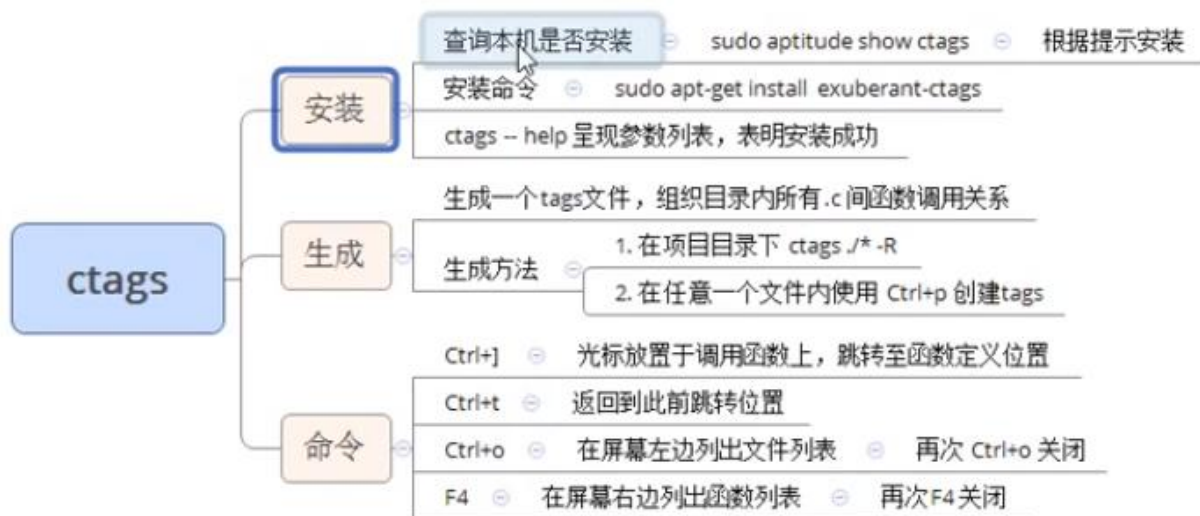 查询本机是否安装 sudo aptitude show ctags 根据提示安装
安装
安装命令 sudo apt-get install exuberant-ctags
ctags -- help 呈现参数列表，表明安装成功
ctags
生成
生成一个tags文件，组织目录内所有.c 间函数调用关系
生成方法
1. 在项目目录下 ctags ./* -R
2. 在任意一个文件内使用 Ctrl+p 创建tags
命令
Ctrl+] 光标放置于调用函数上，跳转至函数定义位置
Ctrl+t 返回到此前跳转位置
Ctrl+o 在屏幕左边列出文件列表 再次 Ctrl+o 关闭
F4 在屏幕右边列出函数列表 再次F4 关闭